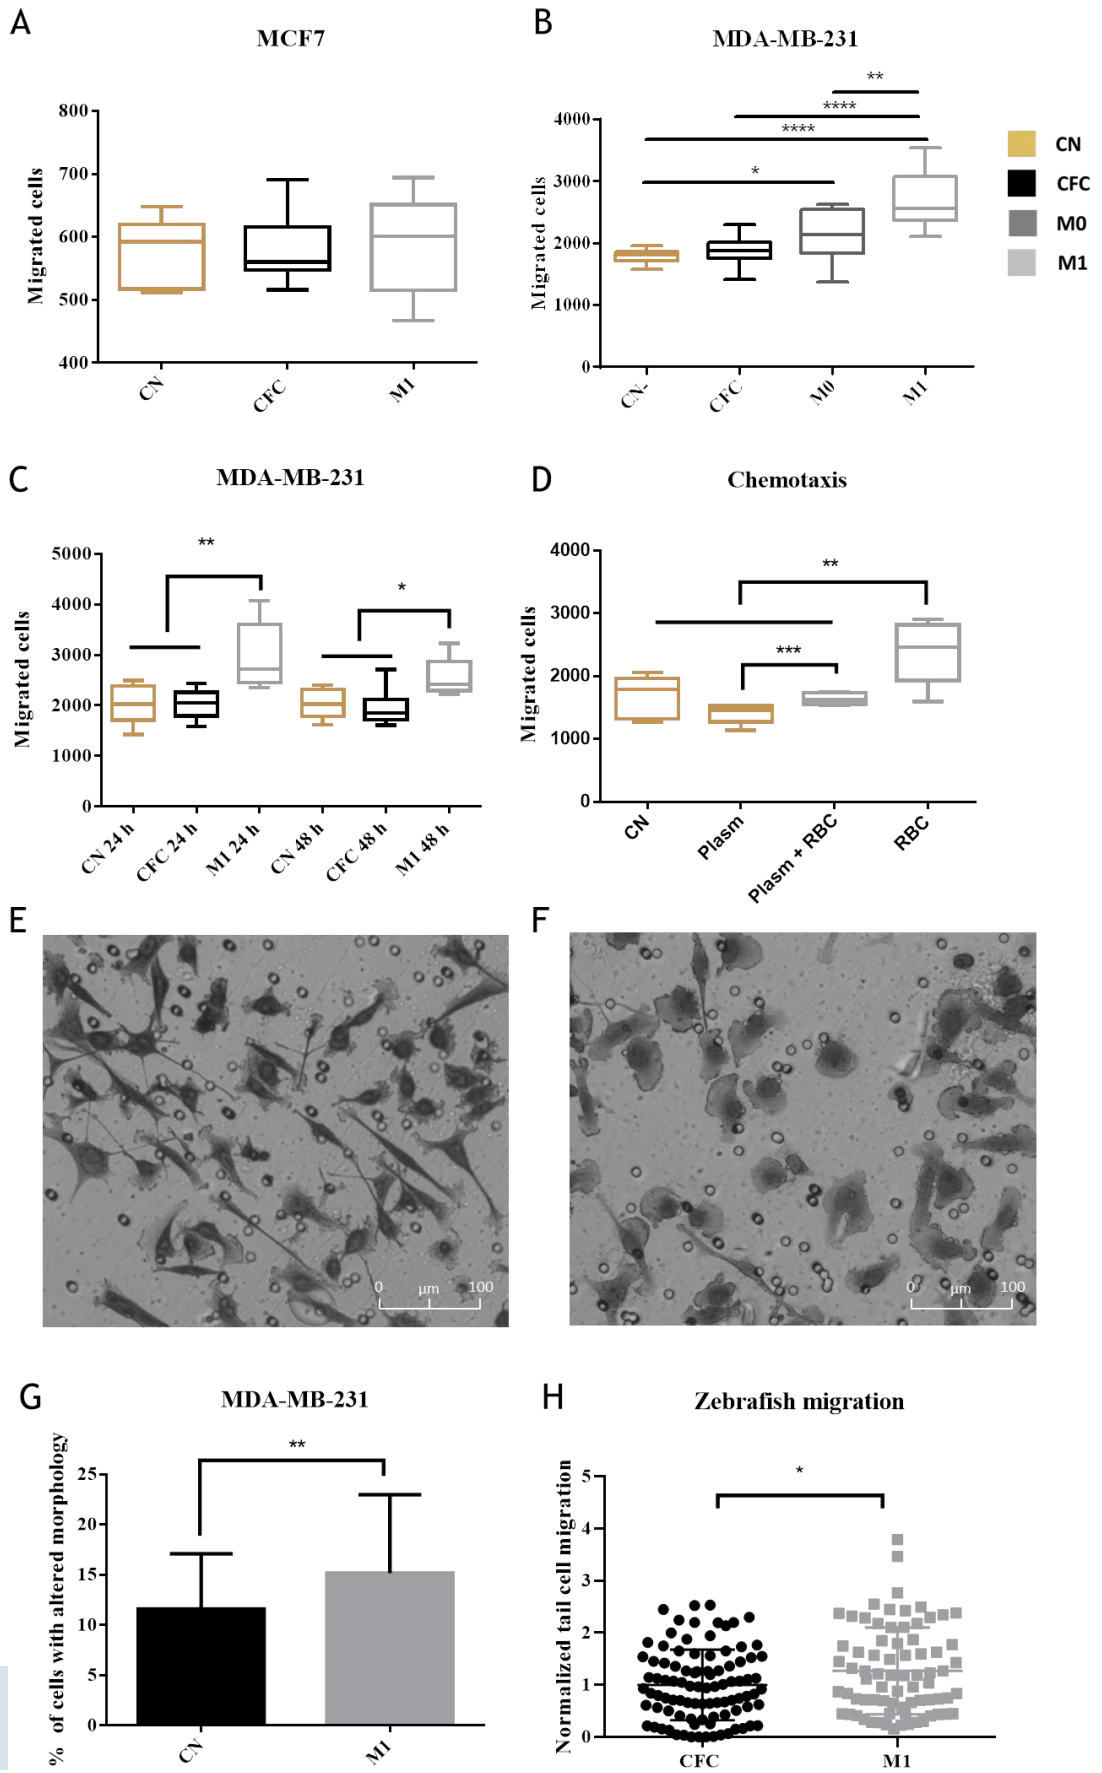 A
MCF7
Migrated cells
800
700
600
500
400
CN
CFC
M1
B
MDA-MB-231
Migrated cells
4000
3000
2000
1000
0
**
****
****
*
CN-
CFC
M0
M1
CN
CFC
M0
M1
C
MDA-MB-231
Migrated cells
5000
4000
3000
2000
1000
0
**
*
CN 24 h
CFC 24 h
M1 24 h
CN 48 h
CFC 48 h
M1 48 h
D
Chemotaxis
Migrated cells
4000
3000
2000
1000
0
**
***
CN
Plasm
Plasm + RBC
RBC
E
0 µm 100
F
0 µm 100
G
MDA-MB-231
% of cells with altered morphology
25
20
15
10
5
0
**
CN
M1
H
Zebrafish migration
Normalized tail cell migration
5
4
3
2
1
0
*
CFC
M1